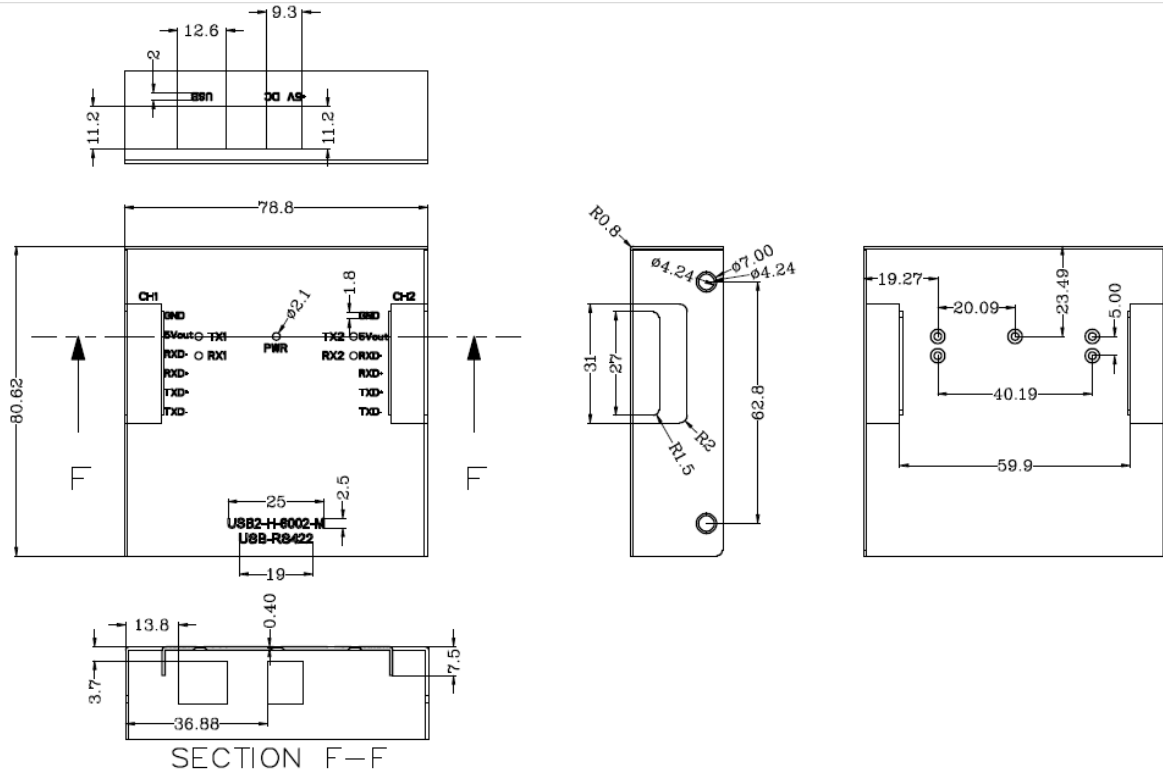 12.6
9.3
2
USB
+5V DC
11.2
11.2
78.8
80.62
CH1
CH2
1.8
ø2.1
GND
5Vout
TX1
RXD-
RX1
RXD+
TXD+
TXD-
PWR
GND
TX2
5Vout
RX2
RXD-
RXD+
TXD+
TXD-
F
F
25
2.5
USB2-H-6002-M
USB-RS422
19
R0.8
ø4.24
ø7.00
ø4.24
31
27
62.8
R2
R1.5
19.27
20.09
23.49
5.00
40.19
59.9
13.8
0.40
7.5
3.7
36.88
SECTION F-F